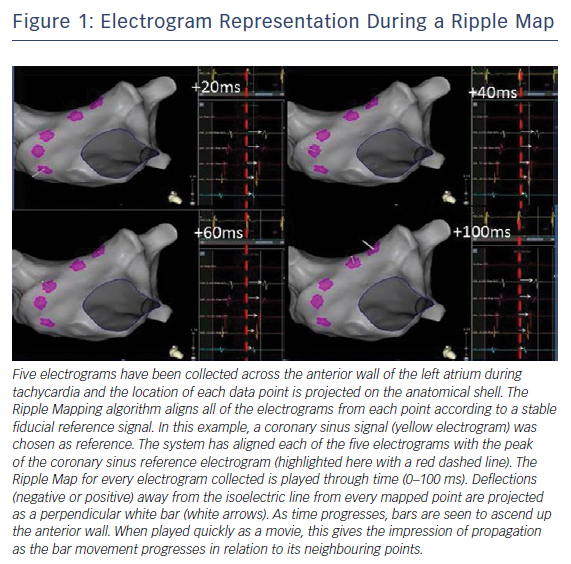 Figure 1: Electrogram Representation During a Ripple Map
+20ms
+40ms
+60ms
+100ms
Five electrograms have been collected across the anterior wall of the left atrium during
tachycardia and the location of each data point is projected on the anatomical shell. The
Ripple Mapping algorithm aligns all of the electrograms from each point according to a stable
fiducial reference signal. In this example, a coronary sinus signal (yellow electrogram) was
chosen as reference. The system has aligned each of the five electrograms with the peak
of the coronary sinus reference electrogram (highlighted here with a red dashed line). The
Ripple Map for every electrogram collected is played through time (0–100 ms). Deflections
(negative or positive) away from the isoelectric line from every mapped point are projected
as a perpendicular white bar (white arrows). As time progresses, bars are seen to ascend up
the anterior wall. When played quickly as a movie, this gives the impression of propagation
as the bar movement progresses in relation to its neighbouring points.